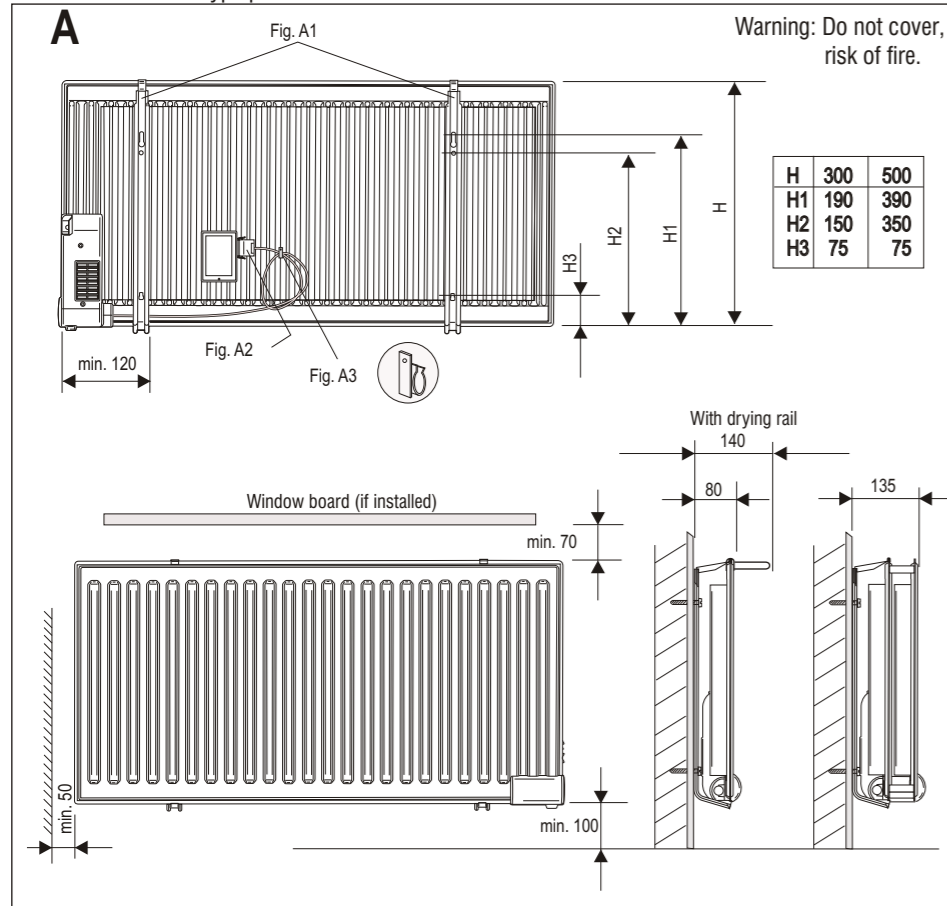 A
Fig. A1
Warning: Do not cover,
risk of fire.
H 300 500
H1 190 390
H2 150 350
H3 75 75
H3
H2
H1
H
min. 120
Fig. A2
Fig. A3
With drying rail
140
80
135
Window board (if installed)
min. 70
min. 50
min. 100